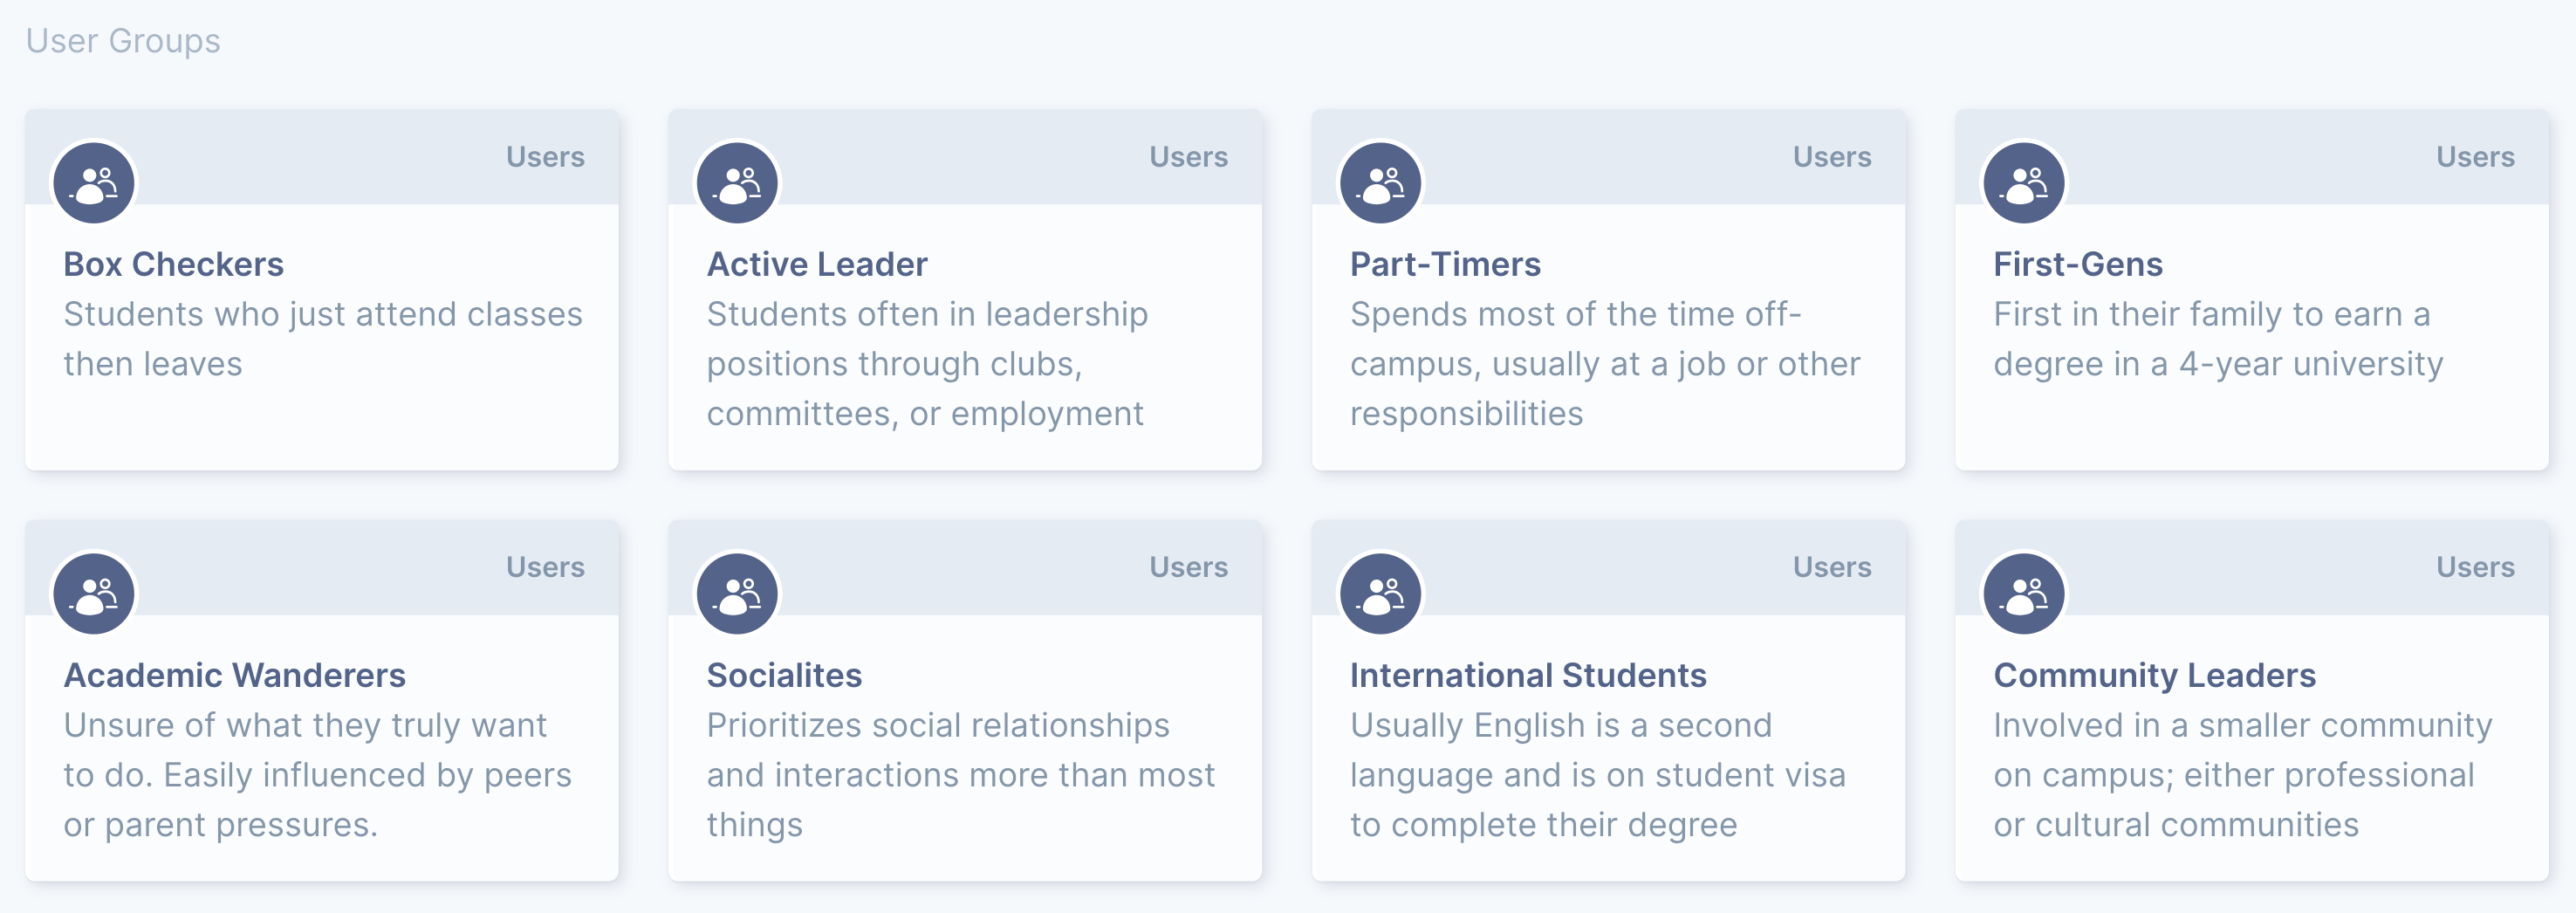 User Groups
Users
Box Checkers
Students who just attend classes
then leaves
Users
Active Leader
Students often in leadership
positions through clubs,
committees, or employment
Users
Part-Timers
Spends most of the time off-
campus, usually at a job or other
responsibilities
Users
First-Gens
First in their family to earn a
degree in a 4-year university
Users
Academic Wanderers
Unsure of what they truly want
to do. Easily influenced by peers
or parent pressures.
Users
Socialites
Prioritizes social relationships
and interactions more than most
things
Users
International Students
Usually English is a second
language and is on student visa
to complete their degree
Users
Community Leaders
Involved in a smaller community
on campus; either professional
or cultural communities